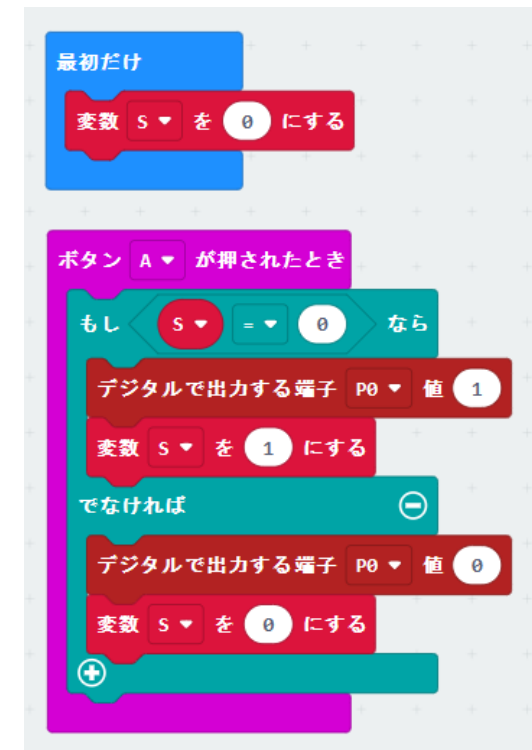 最初だけ
変数 S を 0 にする
ボタン A が押されたとき
もし S = 0 なら
デジタルで出力する端子 P0 値 1
変数 S を 1 にする
でなければ
デジタルで出力する端子 P0 値 0
変数 S を 0 にする